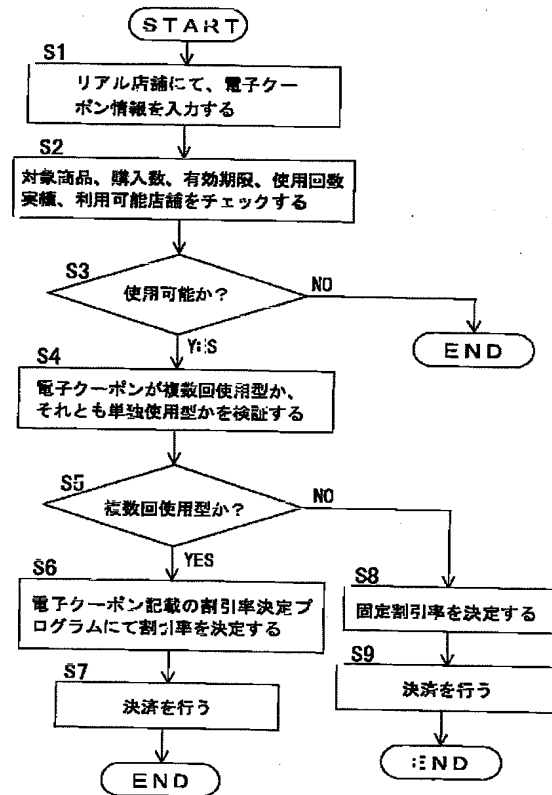 START
S1
リアル店舗にて、電子クー
ポン情報を入力する
S2
対象商品、購入数、有効期限、使用回数
実績、利用可能店舗をチェックする
S3
使用可能か？
NO
END
YES
S4
電子クーポンが複数回使用型か、
それとも単独使用型かを検証する
S5
複数回使用型か？
NO
YES
S6
電子クーポン記載の割引率決定プ
ログラムにて割引率を決定する
S8
固定割引率を決定する
S7
決済を行う
S9
決済を行う
END
END